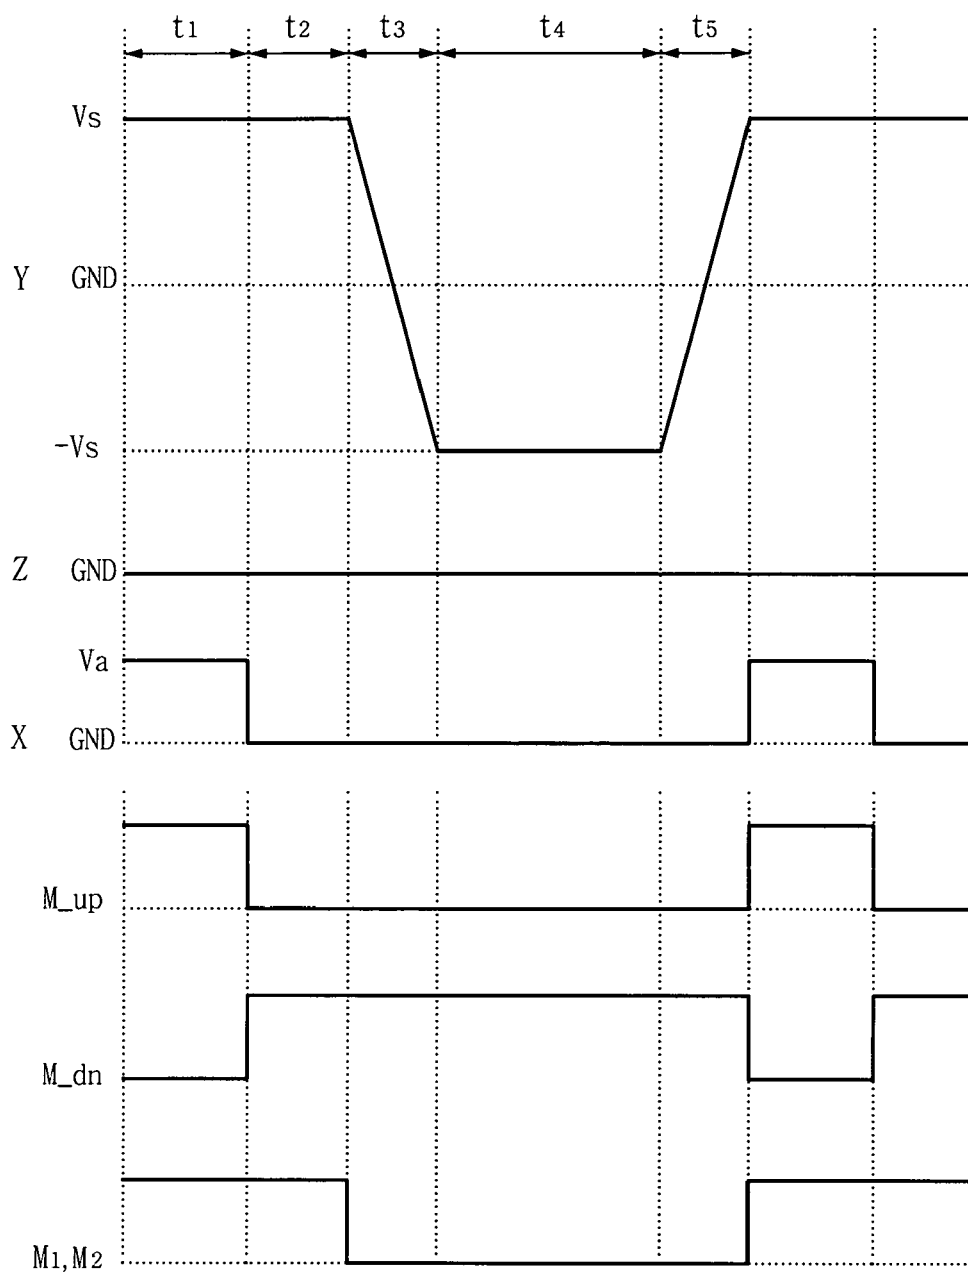 t1 t2 t3 t4 t5
Vs
Y GND
-Vs
Z GND
Va
X GND
M_up
M_dn
M1,M2